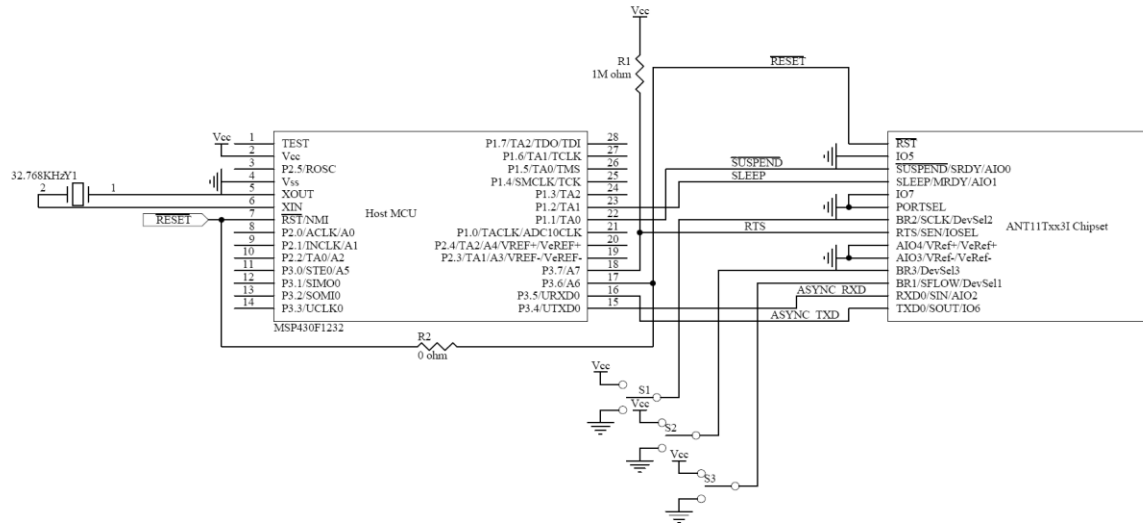 Vcc
R1
1M ohm
RESET
1 TEST
Vcc 2 Vcc
3 P2.5/ROSC
4 Vss
32.768KHzY1
2 1 5 XOUT
6 XIN
RESET 7 RST/NMI
8 P2.0/ACLK/A0
9 P2.1/INCLK/A1
10 P2.2/TA0/A2
11 P3.0/STE0/A5
12 P3.1/SIMO0
13 P3.2/SOMI0
14 P3.3/UCLK0
Host MCU
MSP430F1232
P1.7/TA2/TDO/TDI 28
P1.6/TA1/TCLK 27
P1.5/TA0/TMS 26
P1.4/SMCLK/TCK 25
P1.3/TA2 24
P1.2/TA1 23
P1.1/TA0 22
P1.0/TACLK/ADC10CLK 21
P2.4/TA2/A4/VREF+/VeREF+ 20
P2.3/TA1/A3/VREF-/VeREF- 19
P3.7/A7 18
P3.6/A6 17
P3.5/URXD0 16
P3.4/UTXD0 15
SUSPEND
SLEEP
RTS
ASYNC_RXD
ASYNC_TXD
RST
IO5
SUSPEND/SRDY/AIO0
SLEEP/MRDY/AIO1
IO7
PORTSEL
BR2/SCLK/DevSel2
RTS/SEN/IOSEL
AIO4/VRef+/VeRef+
AIO3/VRef-/VeRef-
BR3/DevSel3
BR1/SFLOW/DevSel1
RXD0/SIN/AIO2
TXD0/SOUT/IO6
ANT11Txx3I Chipset
R2
0 ohm
Vcc
S1
Vcc
S2
Vcc
S3